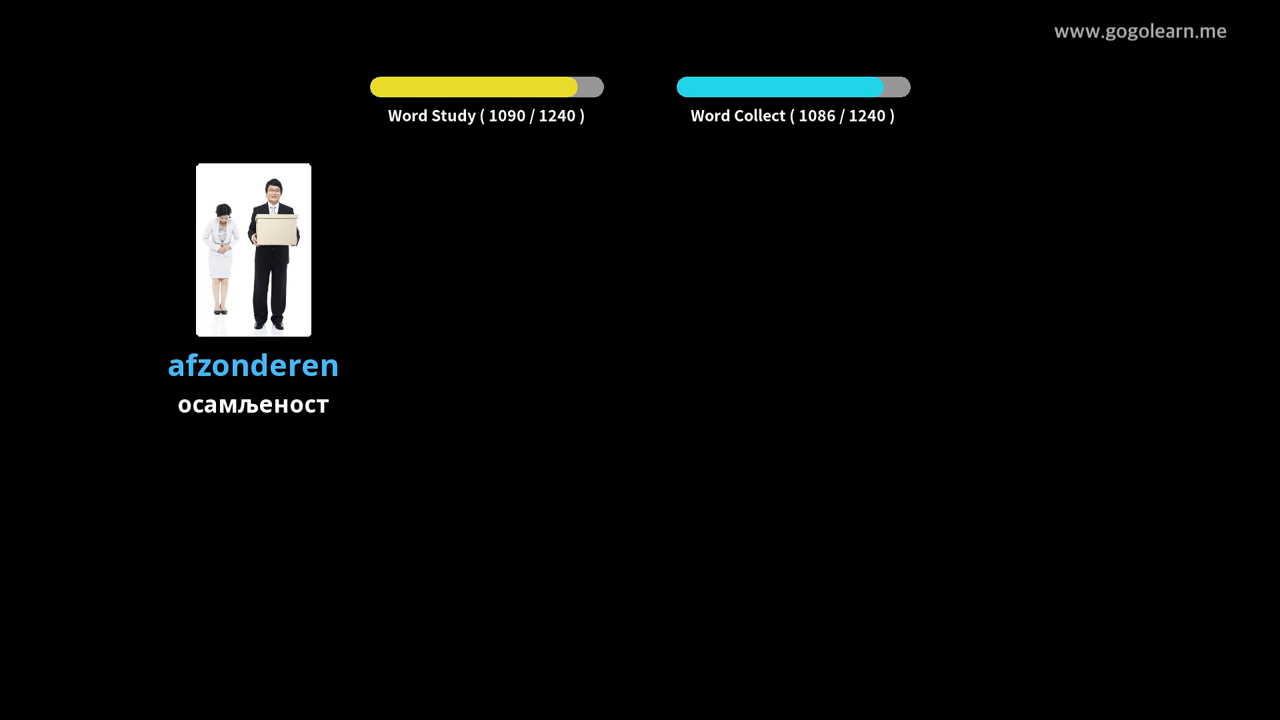 www.gogolearn.me
Word Study ( 1090 / 1240 )
Word Collect ( 1086 / 1240 )
afzonderen
осамљеност